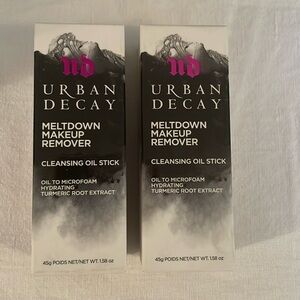 ud
URBAN
DECAY
MELTDOWN
MAKEUP
REMOVER
CLEANSING OIL STICK
OIL TO MICROFOAM
HYDRATING
TURMERIC ROOT EXTRACT
45g POIDS NET/NET WT. 1.58 oz
ud
URBAN
DECAY
MELTDOWN
MAKEUP
REMOVER
CLEANSING OIL STICK
OIL TO MICROFOAM
HYDRATING
TURMERIC ROOT EXTRACT
45g POIDS NET/NET WT. 1.58 oz